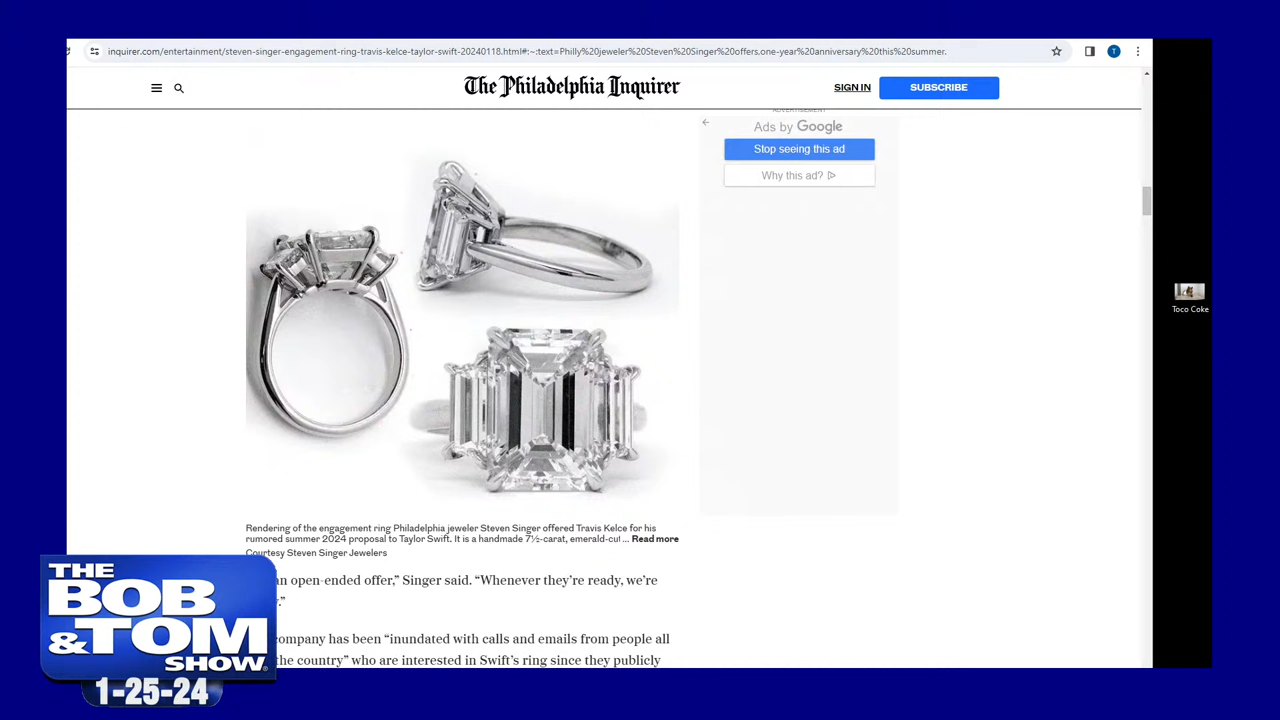 inquirer.com/entertainment/steven-singer-engagement-ring-travis-kelce-taylor-swift-20240118.html#:~:text=Philly%20jeweler%20Steven%20Singer%20offers,one-year%20anniversary%20this%20summer.
T
The Philadelphia Inquirer
SIGN IN
SUBSCRIBE
ADVERTISEMENT
Ads by Google
Stop seeing this ad
Why this ad?
Toco Coke
Rendering of the engagement ring Philadelphia jeweler Steven Singer offered Travis Kelce for his
rumored summer 2024 proposal to Taylor Swift. It is a handmade 7½-carat, emerald-cut ... Read more
Courtesy Steven Singer Jewelers
an open-ended offer,” Singer said. “Whenever they’re ready, we’re
company has been “inundated with calls and emails from people all
the country” who are interested in Swift’s ring since they publicly
THE
BOB
&TOM
SHOW
1-25-24